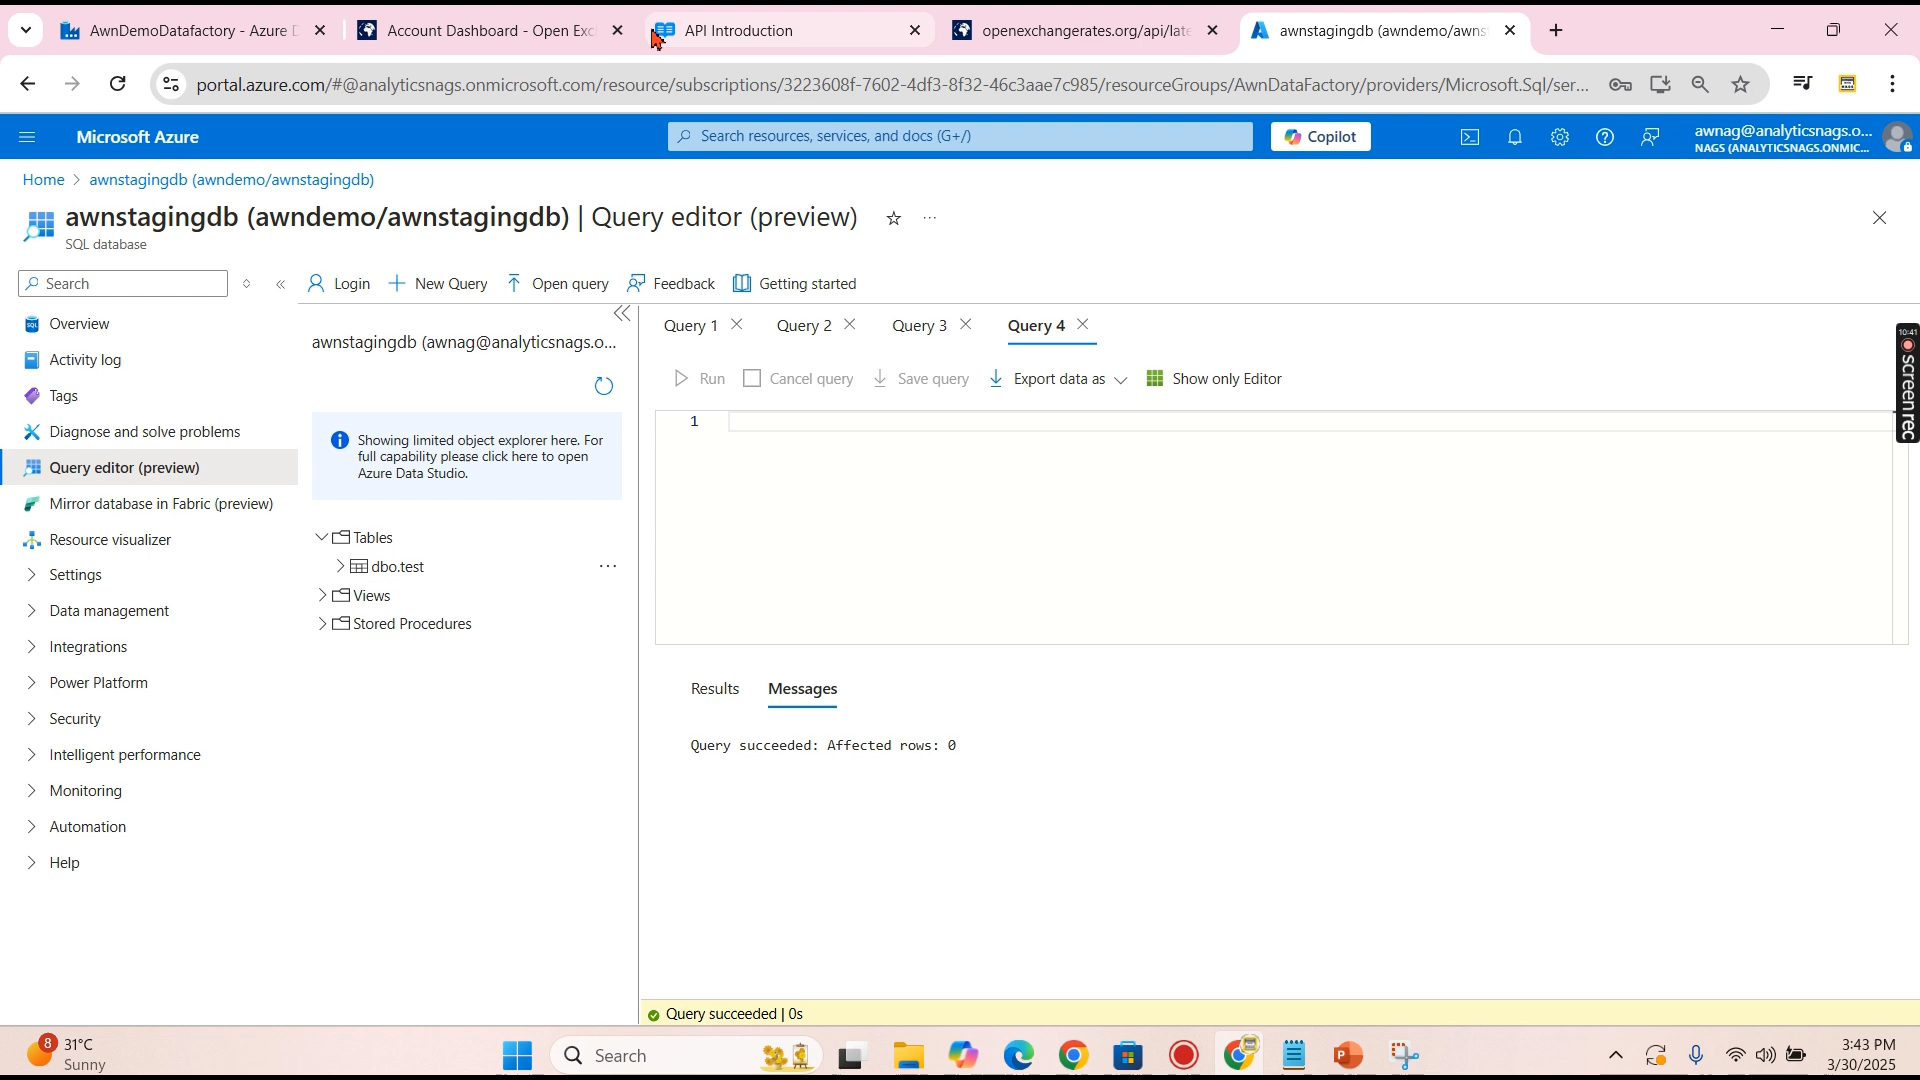 AwnDemoDatafactory - Azure D
Account Dashboard - Open Exc
API Introduction
openexchangerates.org/api/late
awnstagingdb (awndemo/awns
portal.azure.com/#@analyticsnags.onmicrosoft.com/resource/subscriptions/3223608f-7602-4df3-8f32-46c3aae7c985/resourceGroups/AwnDataFactory/providers/Microsoft.Sql/ser...
Microsoft Azure
Search resources, services, and docs (G+/)
Copilot
awnag@analyticsnags.o...
NAGS (ANALYTICSNAGS.ONMIC...
Home > awnstagingdb (awndemo/awnstagingdb)
awnstagingdb (awndemo/awnstagingdb) | Query editor (preview)
...
SQL database
Search
Login
New Query
Open query
Feedback
Getting started
Overview
Activity log
Tags
Diagnose and solve problems
Query editor (preview)
Mirror database in Fabric (preview)
Resource visualizer
Settings
Data management
Integrations
Power Platform
Security
Intelligent performance
Monitoring
Automation
Help
awnstagingdb (awnag@analyticsnags.o...
Showing limited object explorer here. For
full capability please click here to open
Azure Data Studio.
Tables
dbo.test
...
Views
Stored Procedures
Query 1
Query 2
Query 3
Query 4
Run
Cancel query
Save query
Export data as
Show only Editor
1
Results
Messages
Query succeeded: Affected rows: 0
Query succeeded | 0s
10:41
screenrec
8
31°C
Sunny
Search
3:43 PM
3/30/2025